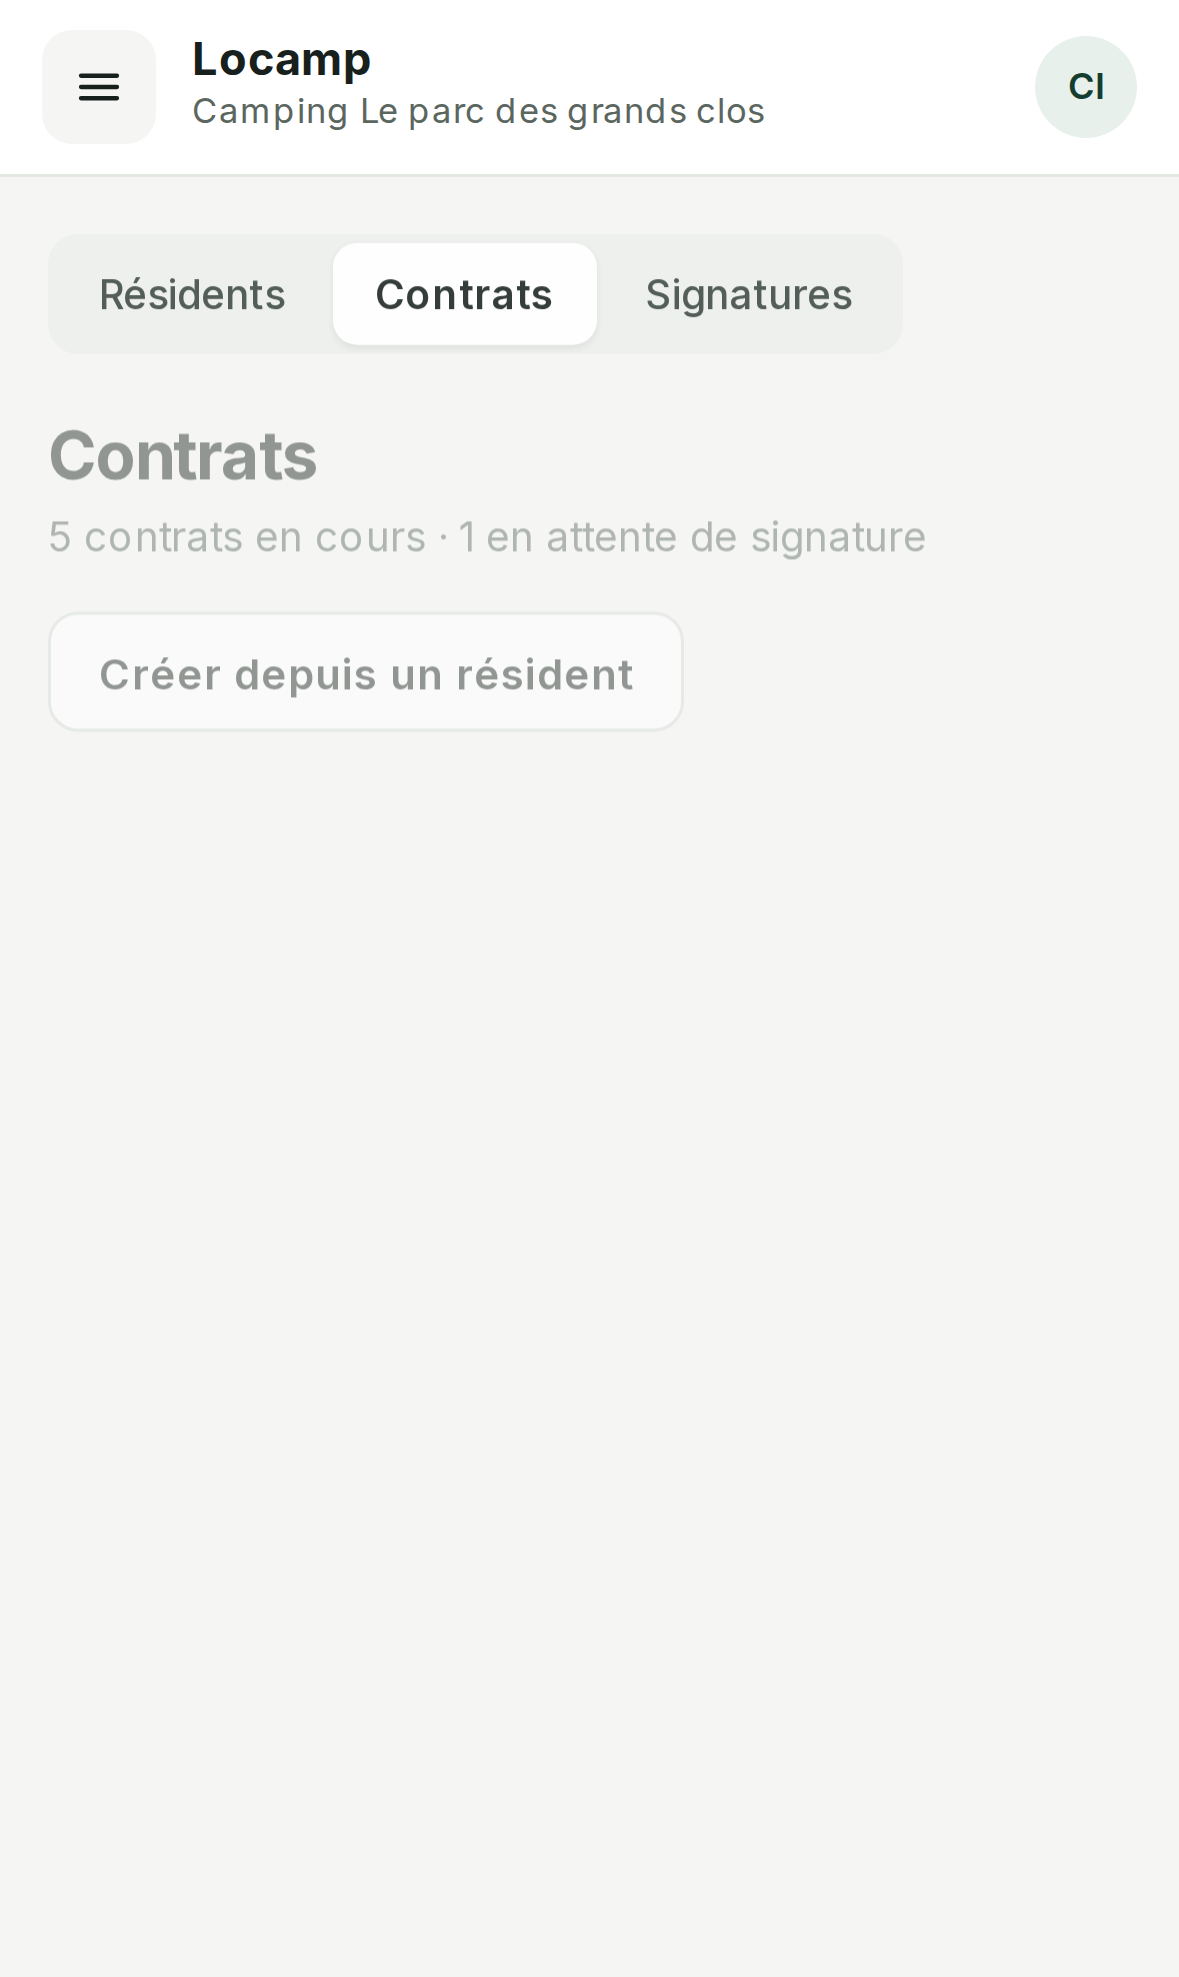 Locamp
Camping Le parc des grands clos
CI
Résidents Contrats Signatures
Contrats
5 contrats en cours · 1 en attente de signature
Créer depuis un résident